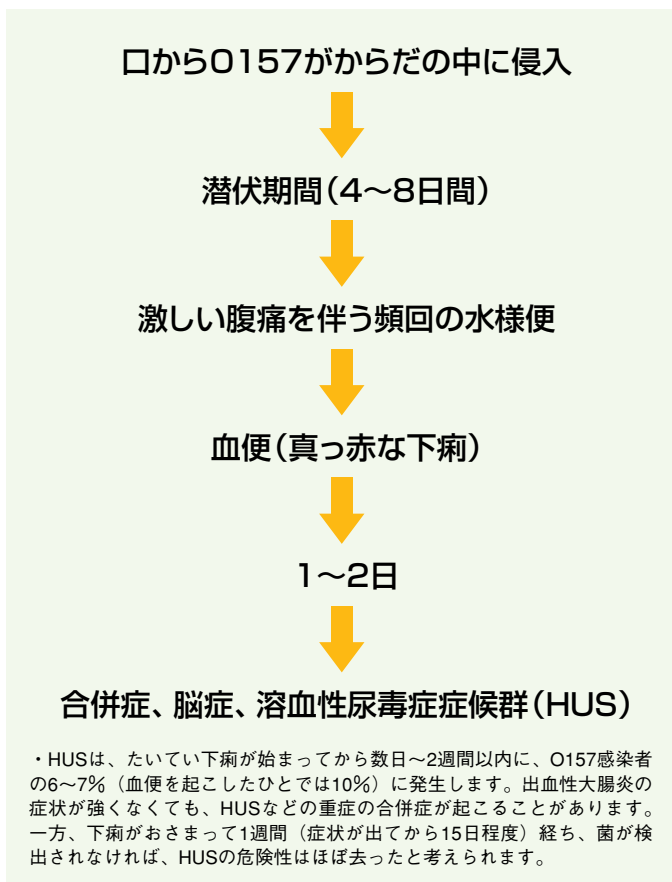 口からO157がからだの中に侵入
潜伏期間（4〜8日間）
激しい腹痛を伴う頻回の水様便
血便（真っ赤な下痢）
1〜2日
合併症、脳症、溶血性尿毒症症候群（HUS）
・HUSは、たいてい下痢が始まってから数日〜2週間以内に、O157感染者
の6〜7％（血便を起こしたひとでは10％）に発生します。出血性大腸炎の
症状が強くなくても、HUSなどの重症の合併症が起こることがあります。
一方、下痢がおさまって1週間（症状が出てから15日程度）経ち、菌が検
出されなければ、HUSの危険性はほぼ去ったと考えられます。